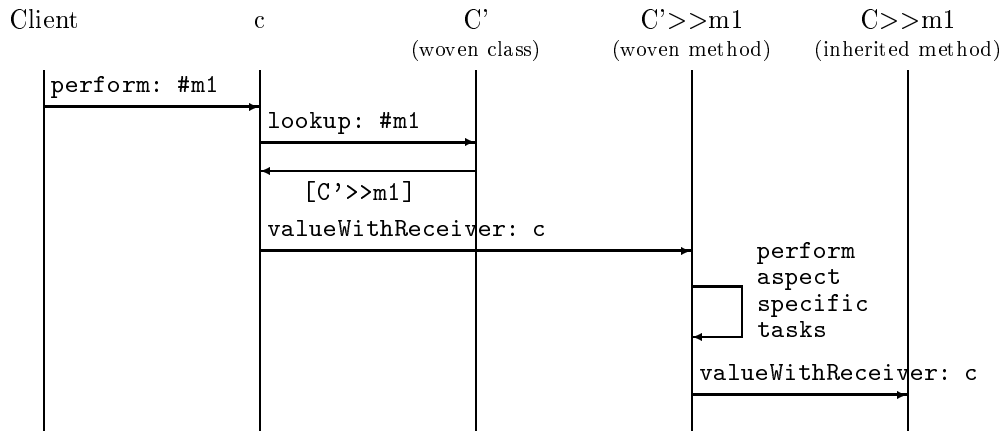 Client c C' C'>>m1 C>>m1
(woven class) (woven method) (inherited method)
perform: #m1
lookup: #m1
[C'>>m1]
valueWithReceiver: c
perform
aspect
specific
tasks
valueWithReceiver: c